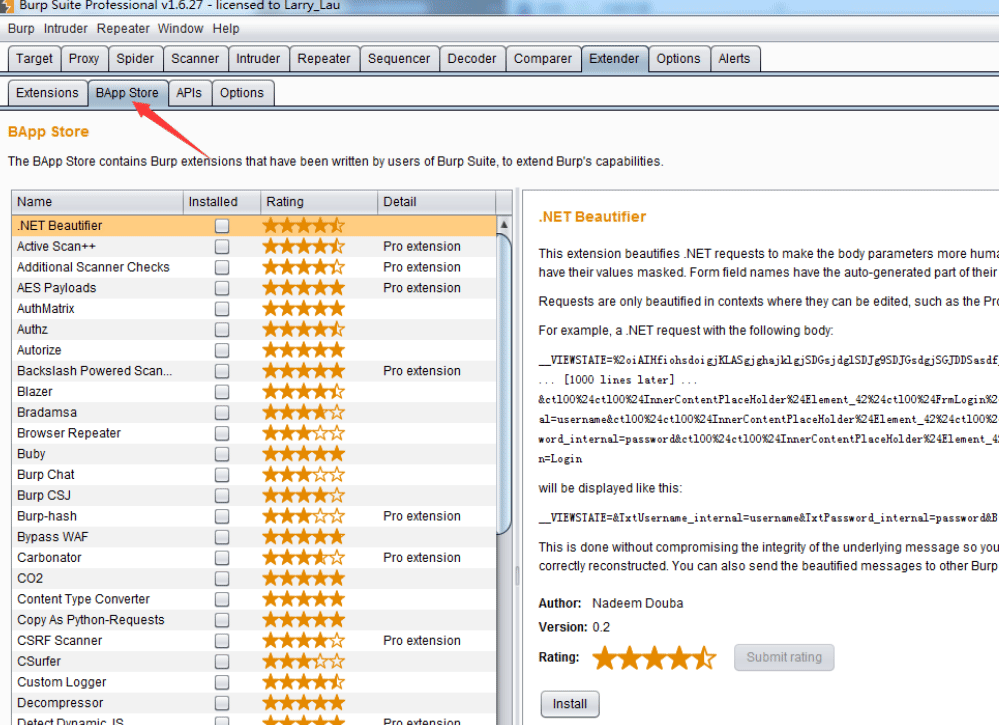 Burp Suite Professional v1.6.27 - licensed to Larry_Lau
Burp Intruder Repeater Window Help
Target Proxy Spider Scanner Intruder Repeater Sequencer Decoder Comparer Extender Options Alerts
Extensions BApp Store APIs Options
BApp Store
The BApp Store contains Burp extensions that have been written by users of Burp Suite, to extend Burp's capabilities.
Name Installed Rating Detail
.NET Beautifier
Active Scan++ Pro extension
Additional Scanner Checks Pro extension
AES Payloads Pro extension
AuthMatrix
Authz
Autorize
Backslash Powered Scan... Pro extension
Blazer
Bradamsa
Browser Repeater
Buby
Burp Chat
Burp CSJ
Burp-hash Pro extension
Bypass WAF
Carbonator Pro extension
CO2
Content Type Converter
Copy As Python-Requests
CSRF Scanner Pro extension
CSurfer
Custom Logger
Decompressor
Detect Dynamic JS Pro extension
.NET Beautifier
This extension beautifies .NET requests to make the body parameters more huma
have their values masked. Form field names have the auto-generated part of their
Requests are only beautified in contexts where they can be edited, such as the Pro
For example, a .NET request with the following body:
... [1000 lines later] ...
&ctl00%24ctl00%24InnerContentPlaceHolder%24Element_42%24ctl00%24FrmLogin%2
al=username&ctl00%24ctl00%24InnerContentPlaceHolder%24Element_42%24ctl00%2
word_internal=password&ctl00%24ctl00%24InnerContentPlaceHolder%24Element_4
n=Login
will be displayed like this:
__VIEWSTATE=&TxtUsername_internal=username&TxtPassword_internal=password&B
This is done without compromising the integrity of the underlying message so you
correctly reconstructed. You can also send the beautified messages to other Burp
Author: Nadeem Douba
Version: 0.2
Rating: Submit rating
Install